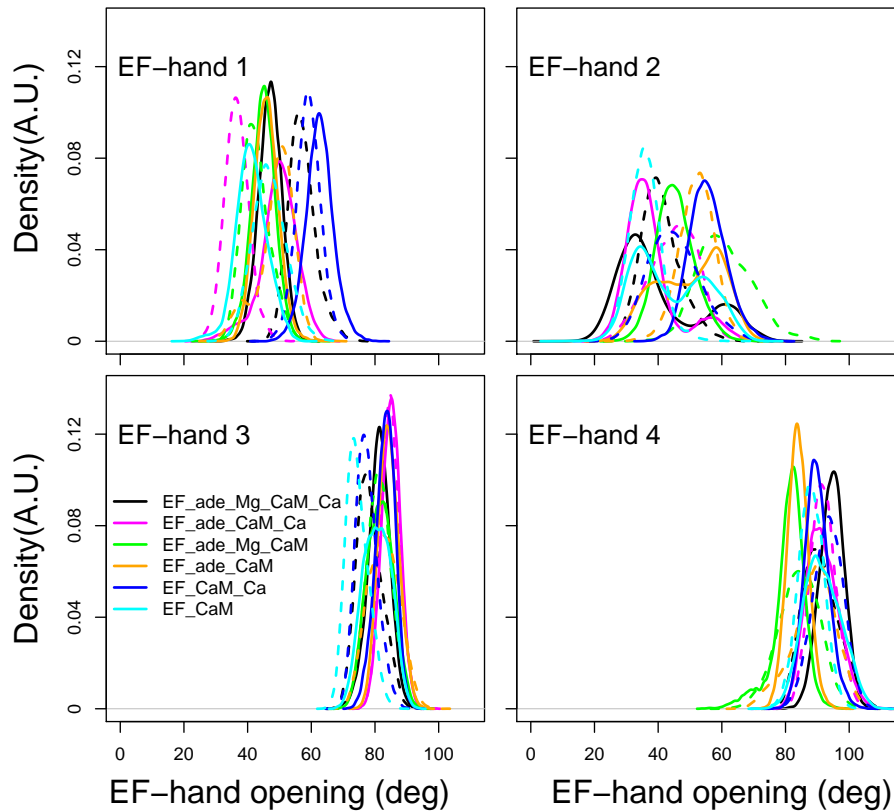 EF-hand 1
EF-hand 2
Density(A.U.)
0.12
0.08
0.04
0
EF-hand 3
EF-hand 4
Density(A.U.)
0.12
0.08
0.04
0
EF_ade_Mg_CaM_Ca
EF_ade_CaM_Ca
EF_ade_Mg_CaM
EF_ade_CaM
EF_CaM_Ca
EF_CaM
0 20 40 60 80 100
0 20 40 60 80 100
EF-hand opening (deg)
EF-hand opening (deg)